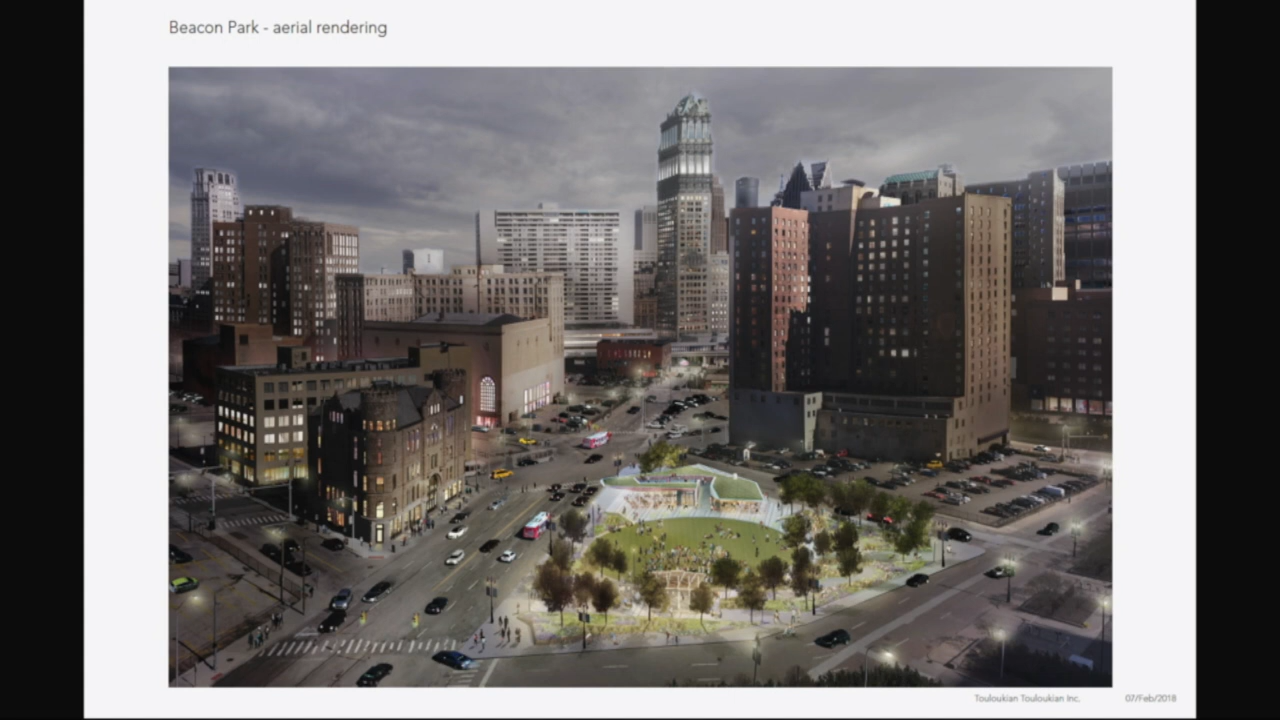 Beacon Park - aerial rendering
Touloukian Touloukian Inc.
07/Feb/2018